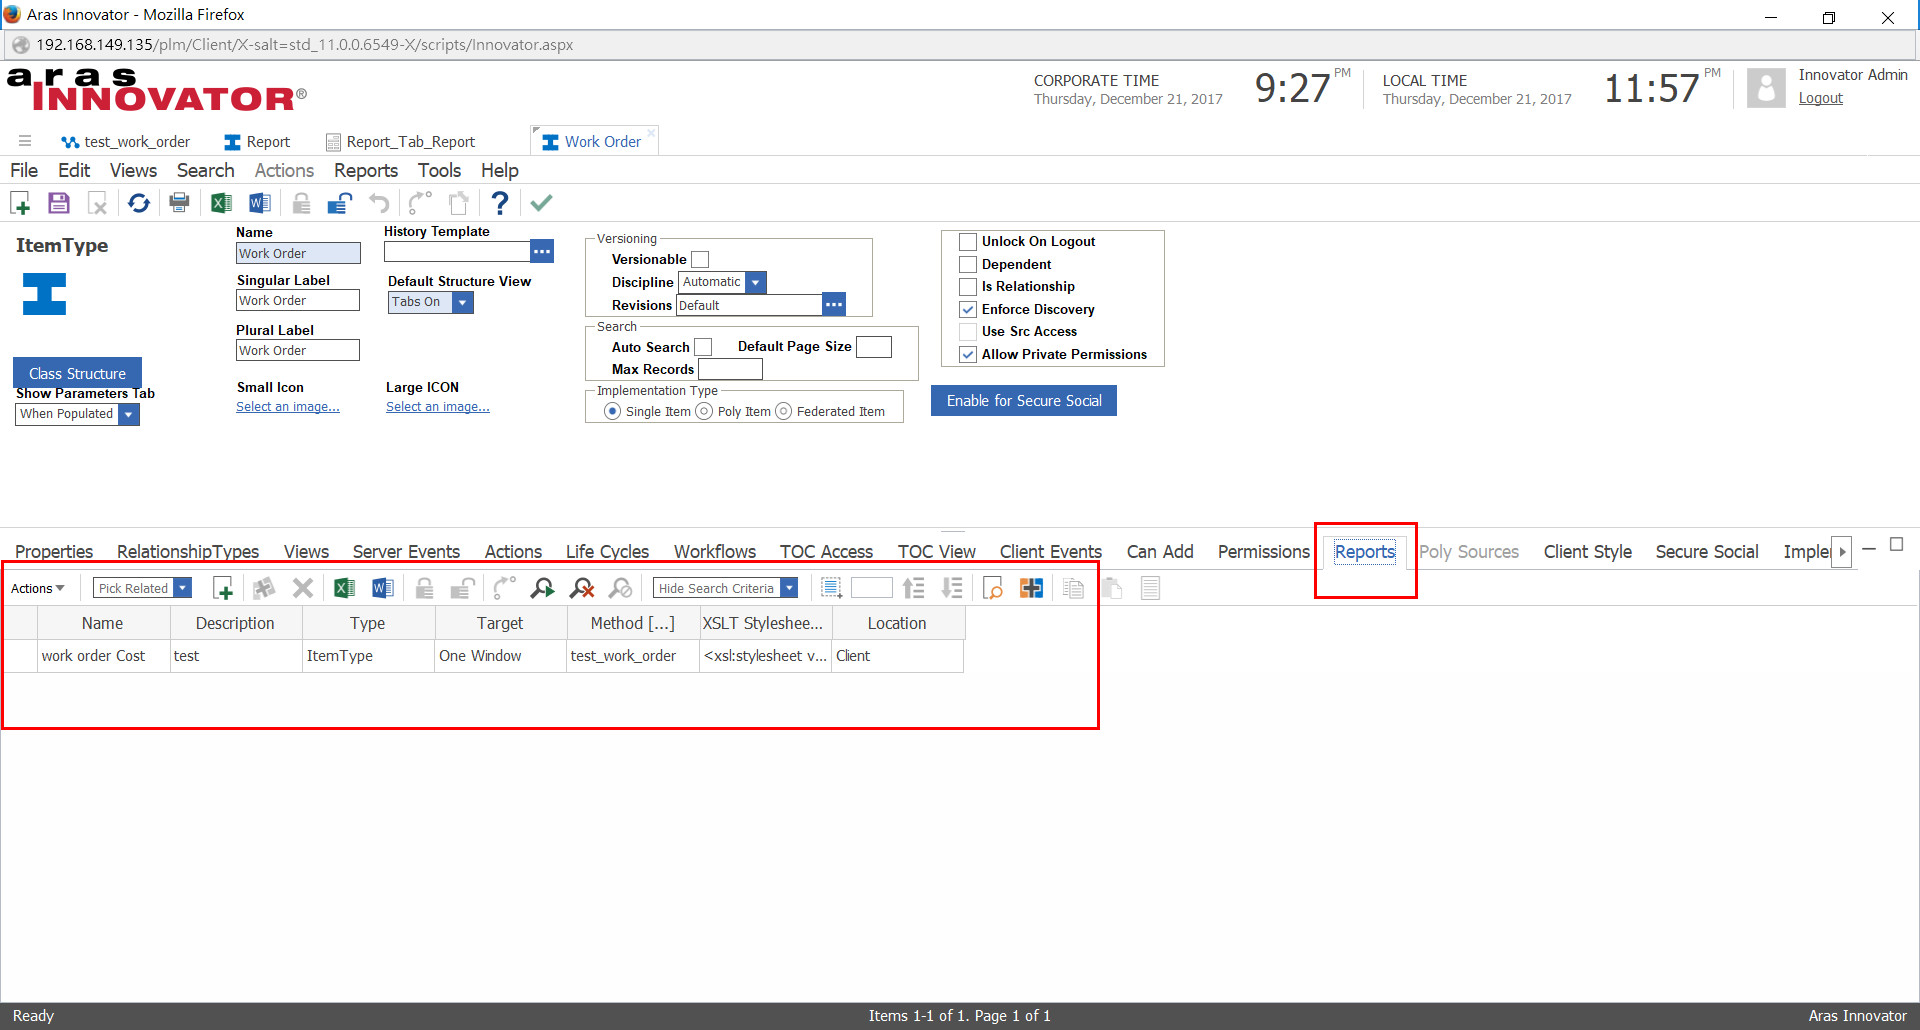 Aras Innovator - Mozilla Firefox
192.168.149.135/plm/Client/X-salt=std_11.0.0.6549-X/scripts/Innovator.aspx
aras
INNOVATOR®
CORPORATE TIME
Thursday, December 21, 2017
9:27 PM
LOCAL TIME
Thursday, December 21, 2017
11:57 PM
Innovator Admin
Logout
test_work_order Report Report_Tab_Report Work Order
File Edit Views Search Actions Reports Tools Help
ItemType
Name
Work Order
History Template
Singular Label
Work Order
Default Structure View
Tabs On
Plural Label
Work Order
Class Structure
Show Parameters Tab
When Populated
Small Icon
Select an image...
Large ICON
Select an image...
Versioning
Versionable
Discipline Automatic
Revisions Default
Search
Auto Search Default Page Size
Max Records
Implementation Type
Single Item Poly Item Federated Item
Unlock On Logout
Dependent
Is Relationship
Enforce Discovery
Use Src Access
Allow Private Permissions
Enable for Secure Social
Properties RelationshipTypes Views Server Events Actions Life Cycles Workflows TOC Access TOC View Client Events Can Add Permissions Reports Poly Sources Client Style Secure Social Impler
Actions Pick Related Hide Search Criteria
Name Description Type Target Method [...] XSLT Styleshee... Location
work order Cost test ItemType One Window test_work_order <xsl:stylesheet v... Client
Ready Items 1-1 of 1. Page 1 of 1 Aras Innovator